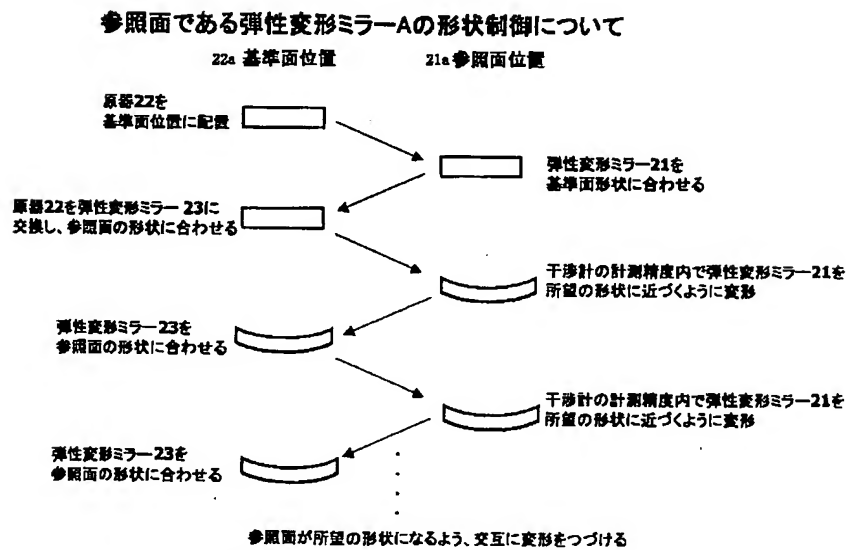 参照面である弾性変形ミラーAの形状制御について
22a 基準面位置
21a 参照面位置
原器22を
基準面位置に配置
弾性変形ミラー21を
基準面形状に合わせる
原器22を弾性変形ミラー 23に
交換し、参照面の形状に合わせる
干渉計の計測精度内で弾性変形ミラー21を
所望の形状に近づくように変形
弾性変形ミラー23を
参照面の形状に合わせる
干渉計の計測精度内で弾性変形ミラー21を
所望の形状に近づくように変形
弾性変形ミラー23を
参照面の形状に合わせる
参照面が所望の形状になるよう、交互に変形をつづける